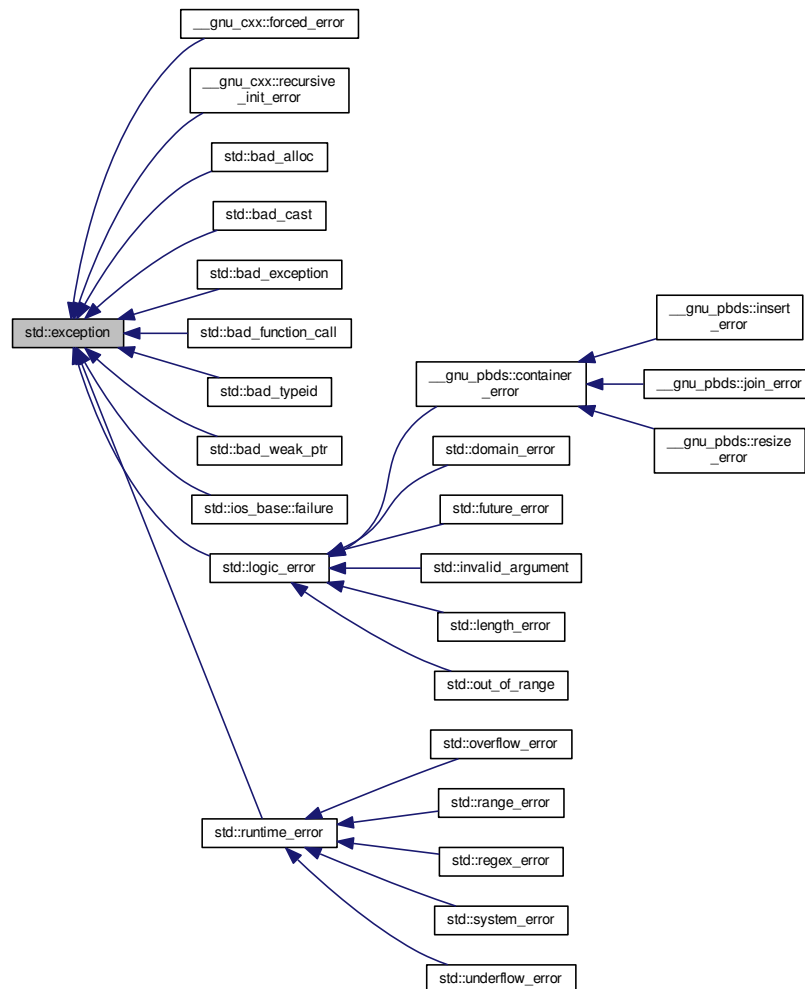 __gnu_cxx::forced_error
__gnu_cxx::recursive
_init_error
std::bad_alloc
std::bad_cast
std::bad_exception
std::exception
std::bad_function_call
std::bad_typeid
std::bad_weak_ptr
std::ios_base::failure
std::logic_error
__gnu_pbds::container
_error
__gnu_pbds::insert
_error
__gnu_pbds::join_error
__gnu_pbds::resize
_error
std::domain_error
std::future_error
std::invalid_argument
std::length_error
std::out_of_range
std::runtime_error
std::overflow_error
std::range_error
std::regex_error
std::system_error
std::underflow_error